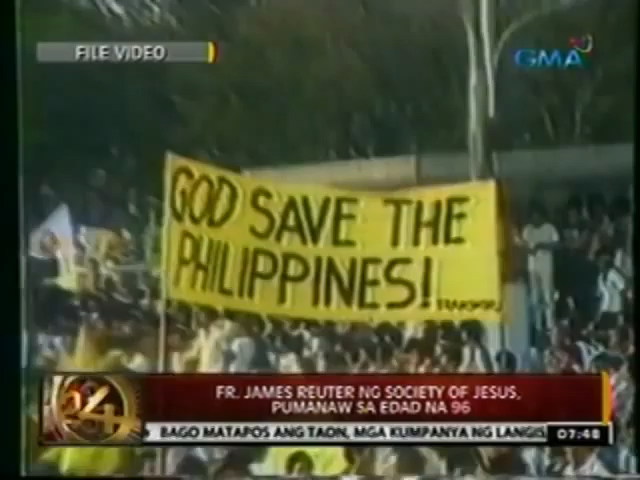 FILE VIDEO
GMA
GOD SAVE THE
PHILIPPINES!
FR. JAMES REUTER NG SOCIETY OF JESUS,
PUMANAW SA EDAD NA 96
24
BAGO MATAPOS ANG TAON, MGA KUMPANYA NG LANGIS
07:48